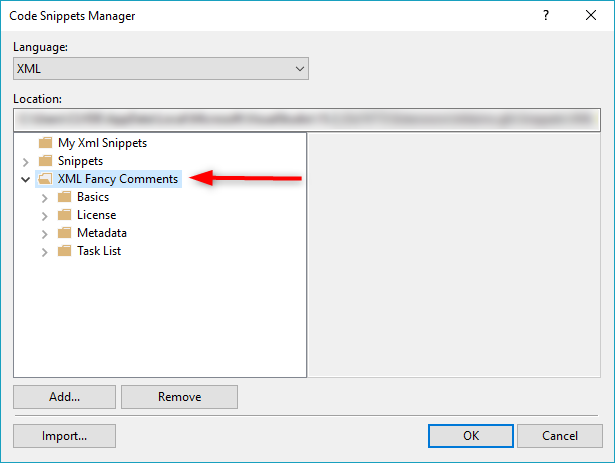 Code Snippets Manager
?
Language:
XML
Location:
My Xml Snippets
Snippets
XML Fancy Comments
Basics
License
Metadata
Task List
Add...
Remove
Import...
OK
Cancel